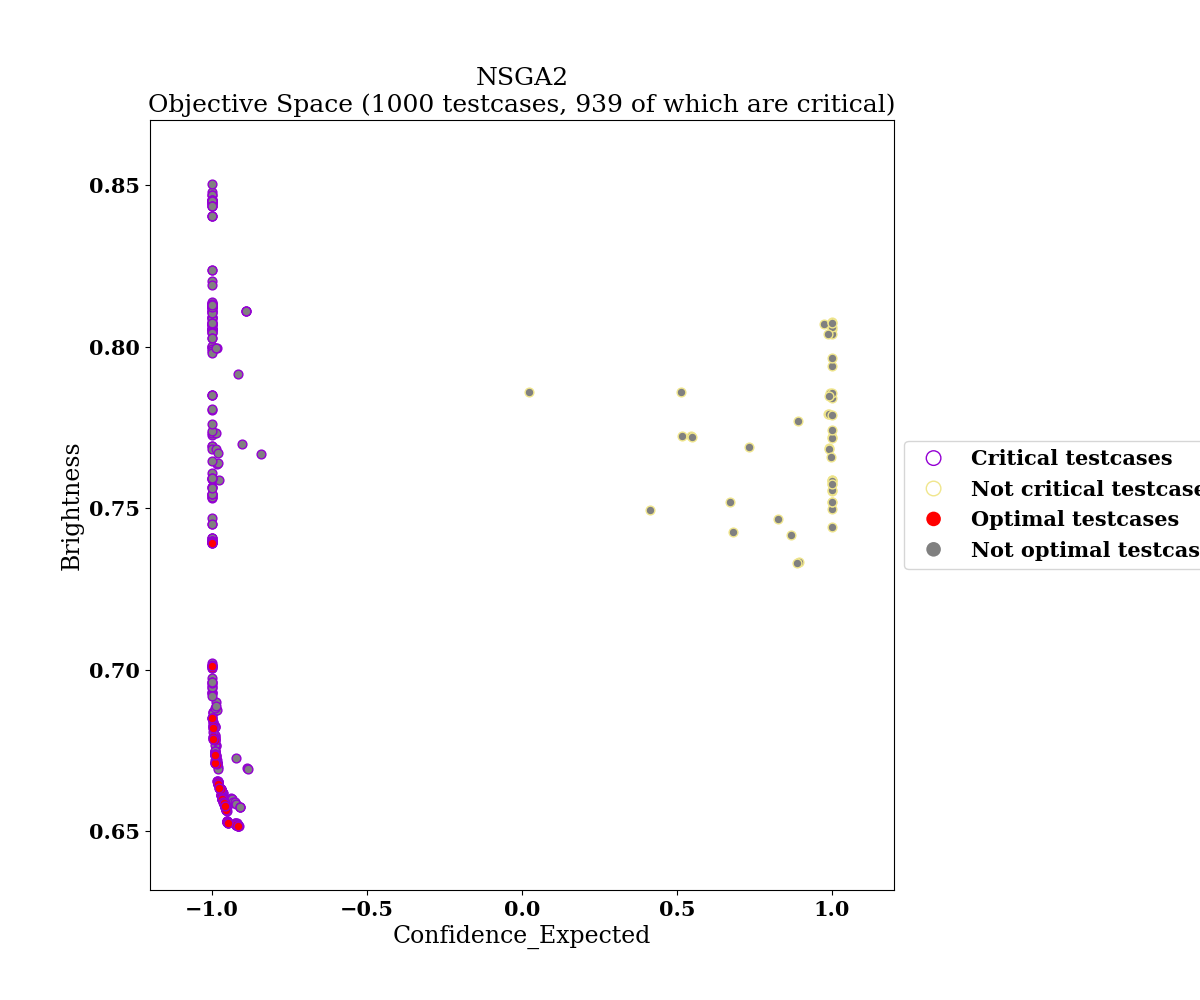 NSGA2
Objective Space (1000 testcases, 939 of which are critical)
0.85
0.80
0.75
0.70
0.65
Brightness
−1.0
−0.5
0.0
0.5
1.0
Confidence_Expected
Critical testcases
Not critical testcase
Optimal testcases
Not optimal testcas